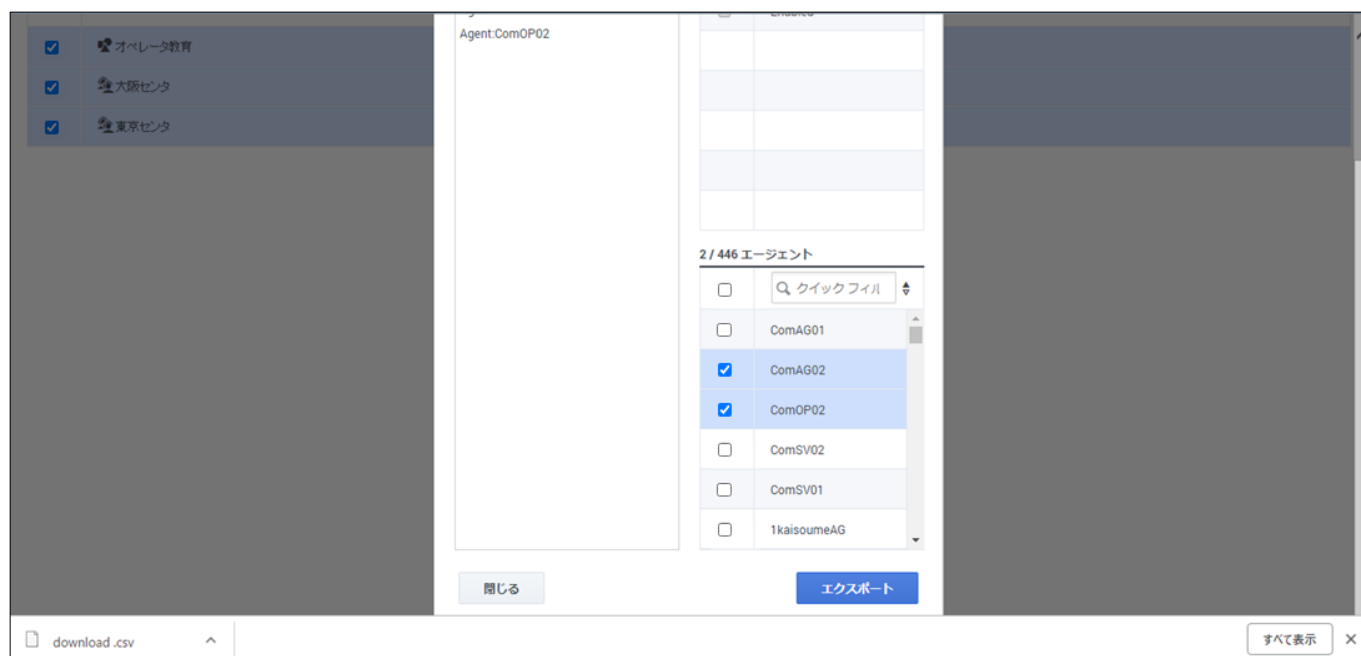 オペレータ教育
大阪センタ
東京センタ
Agent:ComOP02
Enabled
2 / 446 エージェント
クイック フィル
ComAG01
ComAG02
ComOP02
ComSV02
ComSV01
1kaisoumeAG
閉じる
エクスポート
download .csv
すべて表示